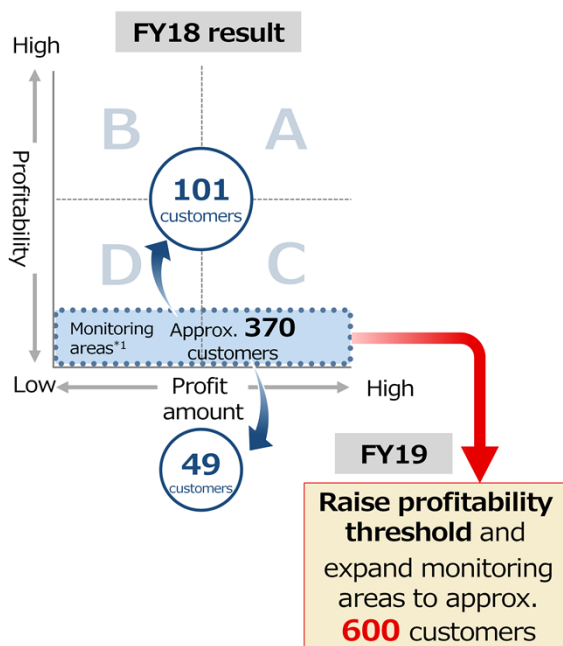 FY18 result
High
B
A
Profitability
101
customers
D
C
Monitoring areas*1
Approx. 370 customers
Low
Profit amount
High
49
customers
FY19
Raise profitability
threshold and
expand monitoring
areas to approx.
600 customers